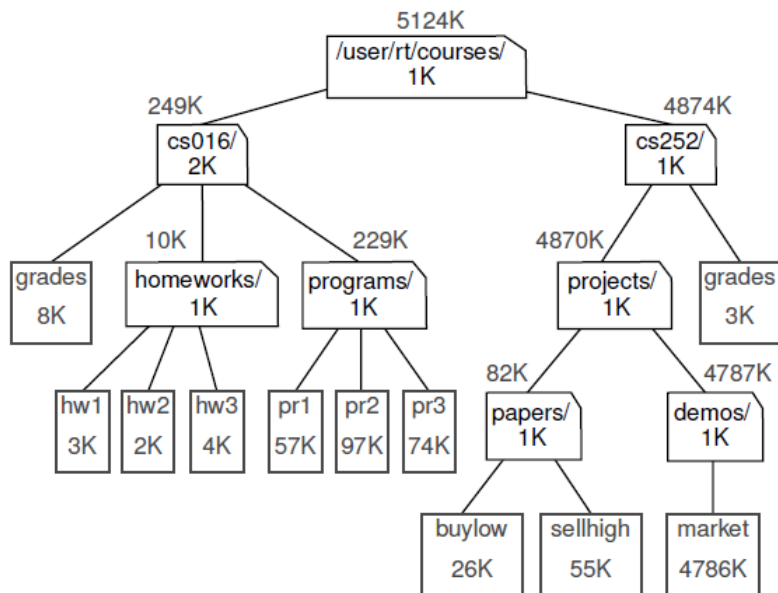 5124K
/user/rt/courses/
1K
249K
4874K
cs016/
2K
cs252/
1K
10K
229K
4870K
grades
8K
homeworks/
1K
programs/
1K
projects/
1K
grades
3K
82K
4787K
hw1
3K
hw2
2K
hw3
4K
pr1
57K
pr2
97K
pr3
74K
papers/
1K
demos/
1K
buylow
26K
sellhigh
55K
market
4786K